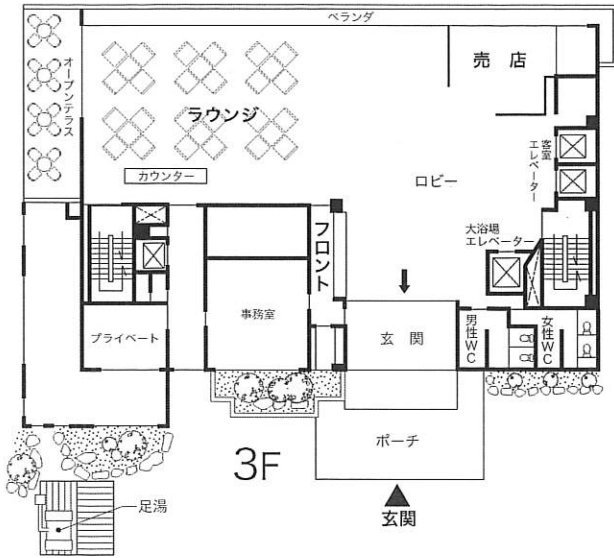 ベランダ
売 店
オープンテラス
ラウンジ
客室
エレベーター
カウンター
ロビー
大浴場
エレベーター
フロント
事務室
プライベート
玄 関
男性WC
女性WC
ポーチ
3F
玄関
足湯